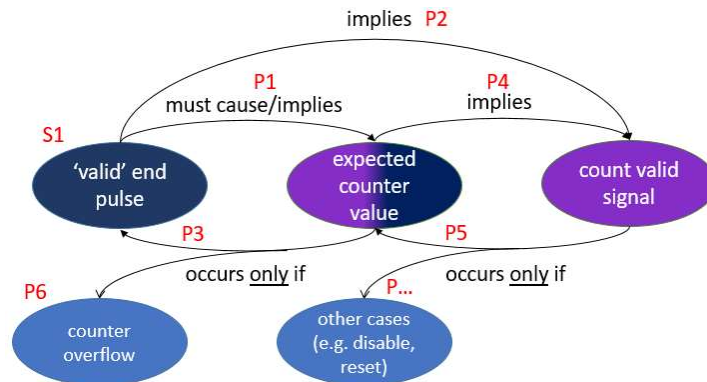 implies P2
P1
must cause/implies
P4
implies
S1
‘valid’ end
pulse
expected
counter
value
count valid
signal
P3
P5
occurs only if
occurs only if
P6
P...
counter
overflow
other cases
(e.g. disable,
reset)